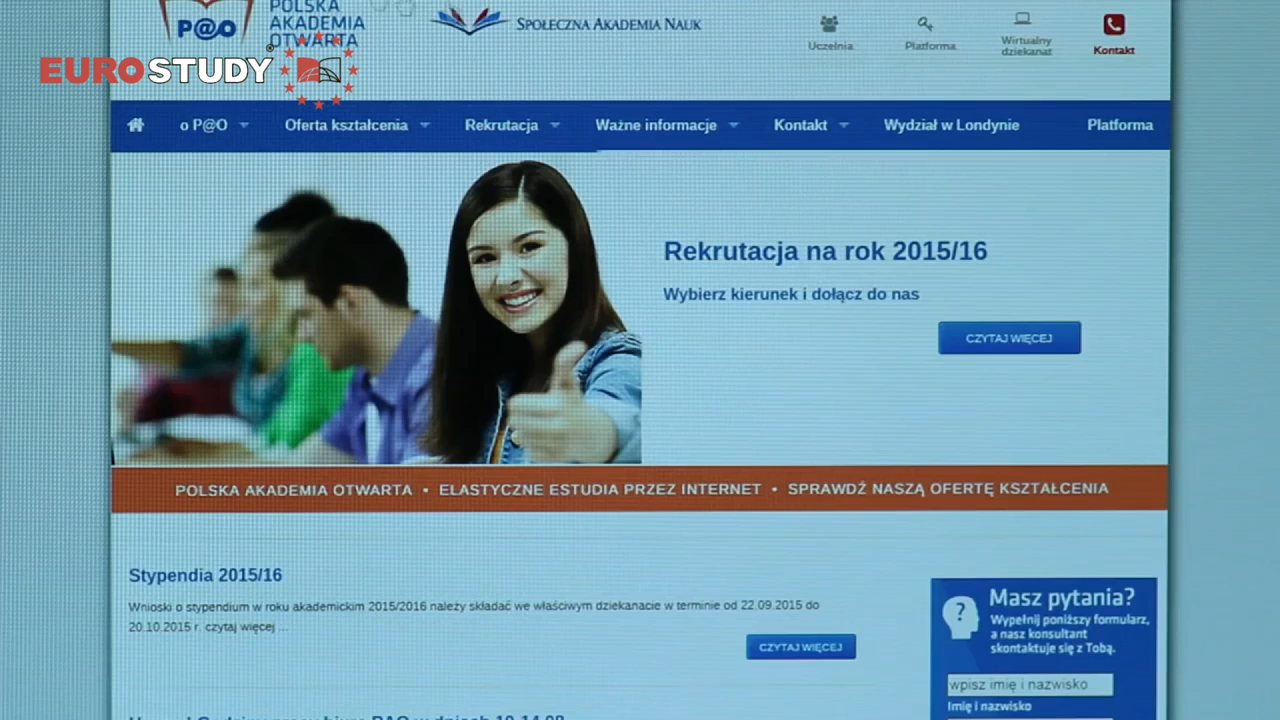 POLSKA
AKADEMIA
OTWARTA
P@O
SPOŁECZNA AKADEMIA NAUK
Uczelnia
Platforma
Wirtualny
dziekanat
Kontakt
EUROSTUDY®
o P@O
Oferta kształcenia
Rekrutacja
Ważne informacje
Kontakt
Wydział w Londynie
Platforma
Rekrutacja na rok 2015/16
Wybierz kierunek i dołącz do nas
CZYTAJ WIĘCEJ
POLSKA AKADEMIA OTWARTA • ELASTYCZNE ESTUDIA PRZEZ INTERNET • SPRAWDŹ NASZĄ OFERTĘ KSZTAŁCENIA
Stypendia 2015/16
Wnioski o stypendium w roku akademickim 2015/2016 należy składać we właściwym dziekanacie w terminie od 22.09.2015 do
20.10.2015 r. czytaj więcej ...
CZYTAJ WIĘCEJ
Masz pytania?
Wypełnij poniższy formularz,
a nasz konsultant
skontaktuje się z Tobą.
wpisz imię i nazwisko
Imię i nazwisko